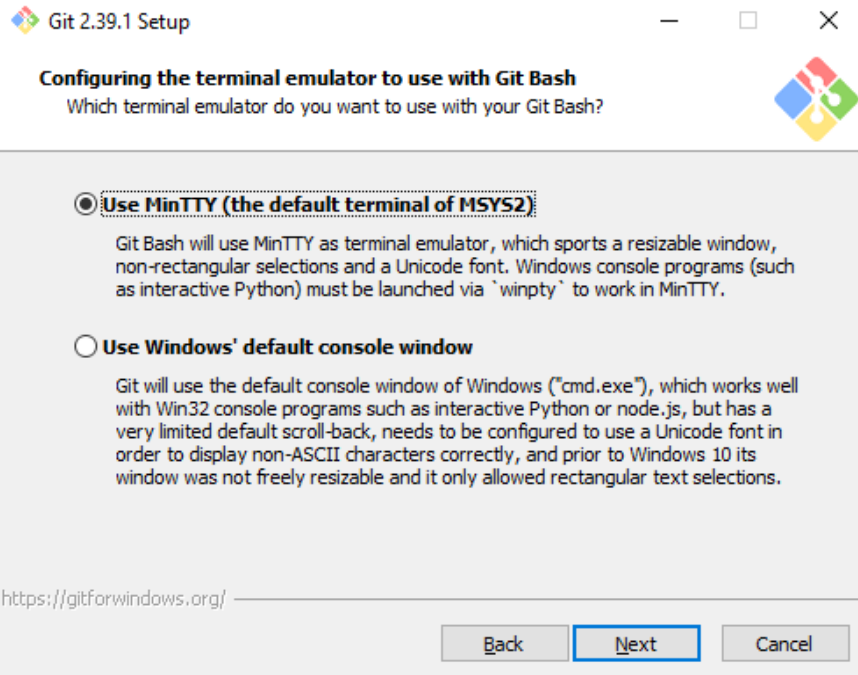 Git 2.39.1 Setup
Configuring the terminal emulator to use with Git Bash
Which terminal emulator do you want to use with your Git Bash?
Use MinTTY (the default terminal of MSYS2)
Git Bash will use MinTTY as terminal emulator, which sports a resizable window,
non-rectangular selections and a Unicode font. Windows console programs (such
as interactive Python) must be launched via `winpty` to work in MinTTY.
Use Windows' default console window
Git will use the default console window of Windows ("cmd.exe"), which works well
with Win32 console programs such as interactive Python or node.js, but has a
very limited default scroll-back, needs to be configured to use a Unicode font in
order to display non-ASCII characters correctly, and prior to Windows 10 its
window was not freely resizable and it only allowed rectangular text selections.
https://gitforwindows.org/
Back
Next
Cancel